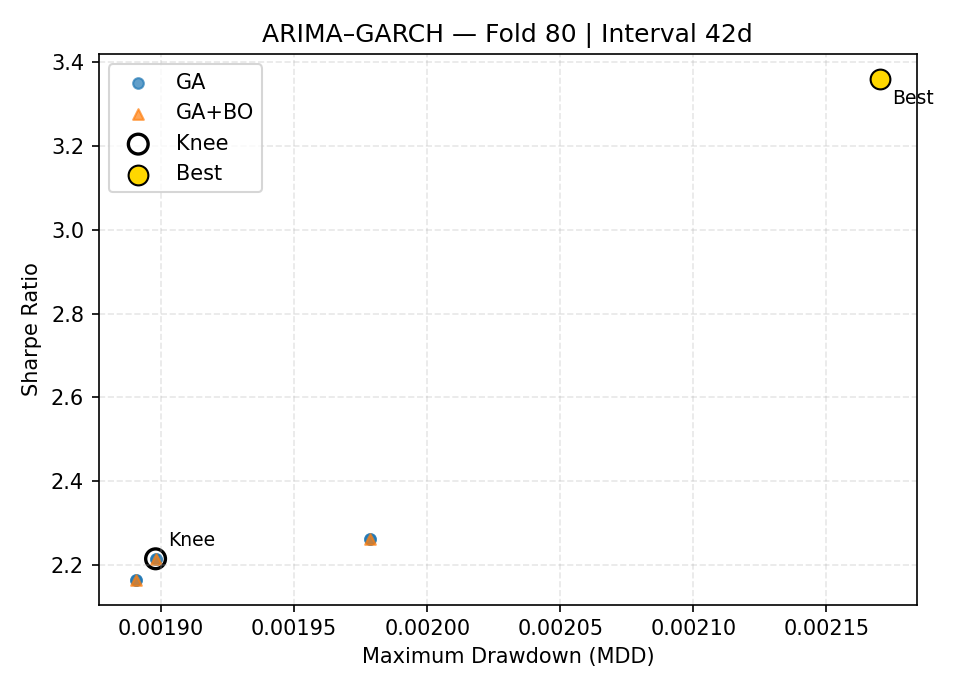 ARIMA–GARCH — Fold 80 | Interval 42d
GA
GA+BO
Knee
Best
Best
Knee
3.4
3.2
3.0
2.8
2.6
2.4
2.2
Sharpe Ratio
0.00190 0.00195 0.00200 0.00205 0.00210 0.00215
Maximum Drawdown (MDD)